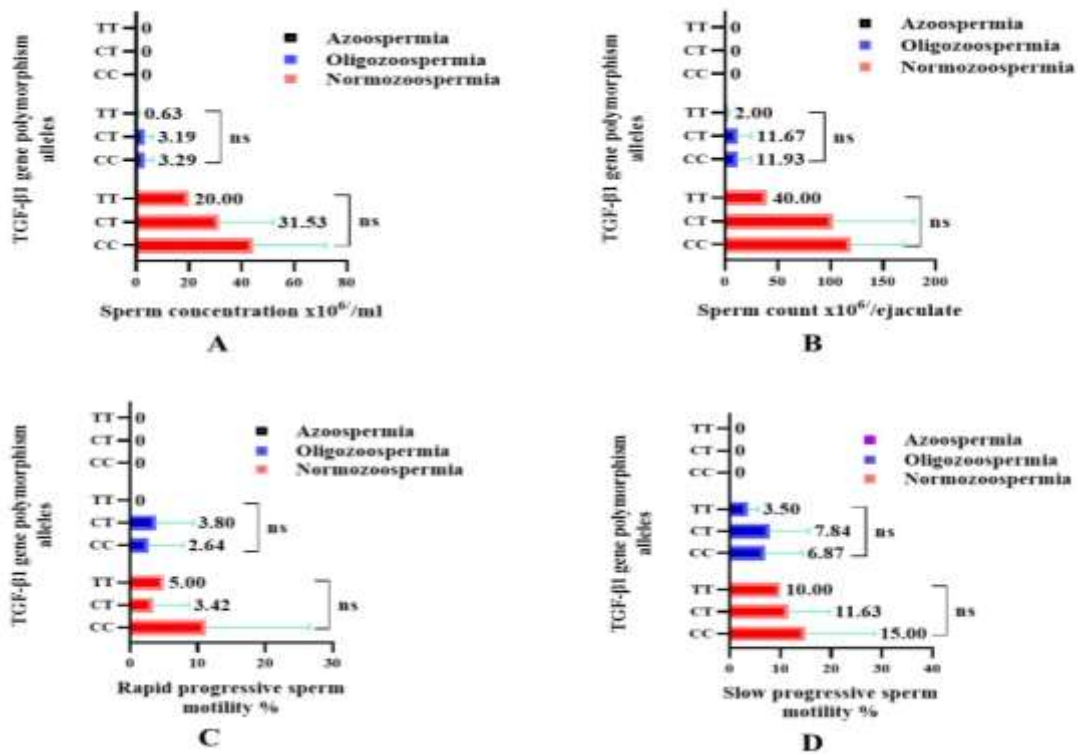 TGF-β1 gene polymorphism
alleles
TT 0
CT 0
CC 0
TT 0.63
CT 3.19
CC 3.29
ns
TT 20.00
CT 31.53
CC
ns
Azoospermia
Oligozoospermia
Normozoospermia
0 20 40 60 80
Sperm concentration x10⁶/ml
A
TGF-β1 gene polymorphism
alleles
TT 0
CT 0
CC 0
TT 2.00
CT 11.67
CC 11.93
ns
TT 40.00
CT
CC
ns
Azoospermia
Oligozoospermia
Normozoospermia
0 50 100 150 200
Sperm count x10⁶/ejaculate
B
TGF-β1 gene polymorphism
alleles
TT 0
CT 0
CC 0
TT 0
CT 3.80
CC 2.64
ns
TT 5.00
CT 3.42
CC
ns
Azoospermia
Oligozoospermia
Normozoospermia
0 10 20 30
Rapid progressive sperm
motility %
C
TGF-β1 gene polymorphism
alleles
TT 0
CT 0
CC 0
TT 3.50
CT 7.84
CC 6.87
ns
TT 10.00
CT 11.63
CC 15.00
ns
Azoospermia
Oligozoospermia
Normozoospermia
0 10 20 30 40
Slow progressive sperm
motility %
D